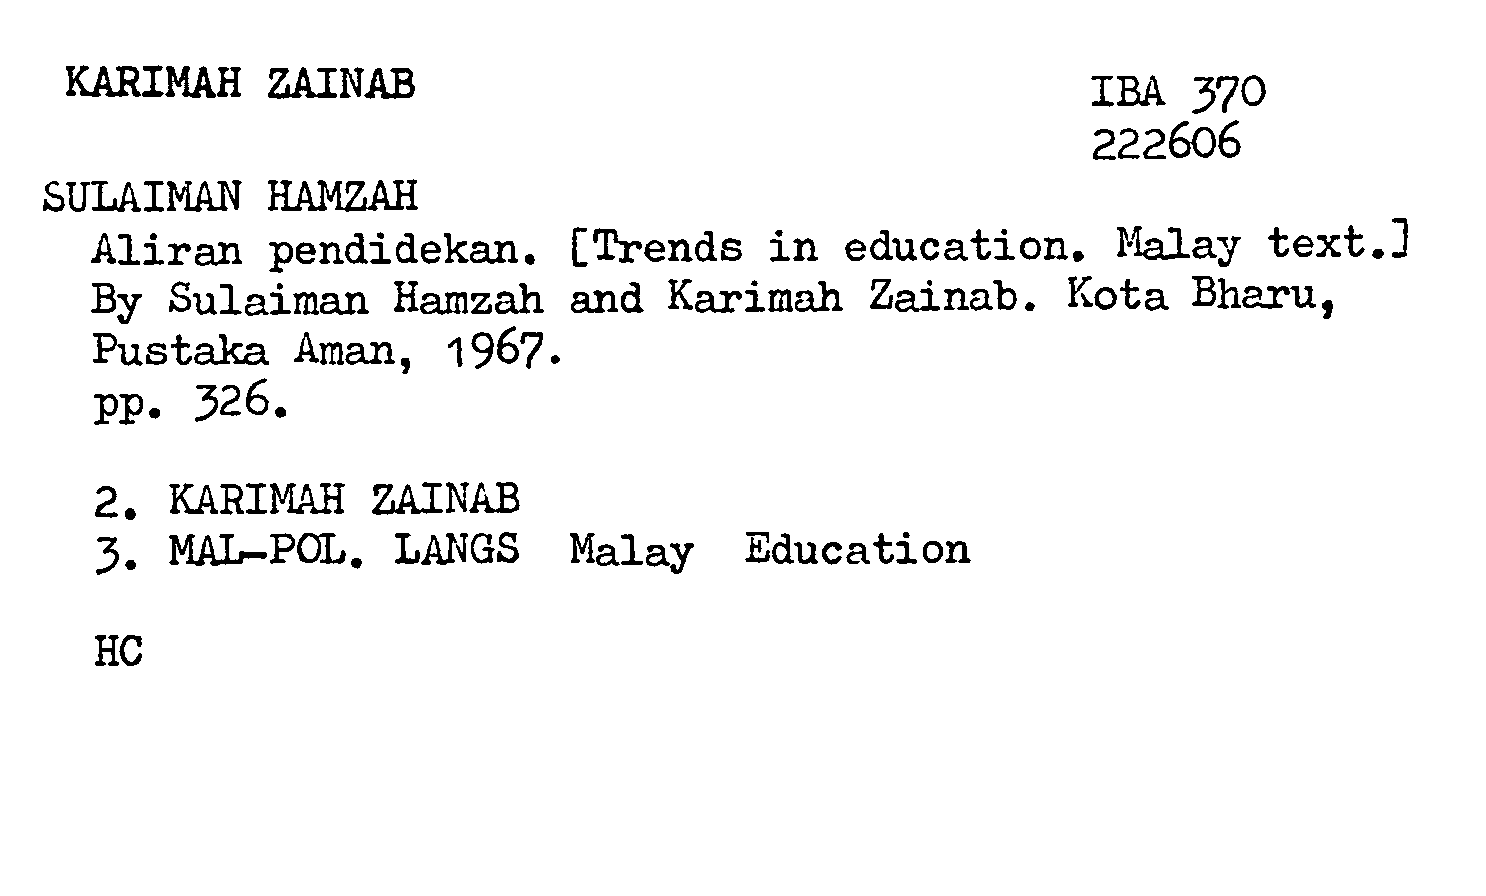 KARIMAH ZAINAB
IBA 370
222606
SULAIMAN HAMZAH
Aliran pendidekan. [Trends in education. Malay text.]
By Sulaiman Hamzah and Karimah Zainab. Kota Bharu,
Pustaka Aman, 1967.
pp. 326.
2. KARIMAH ZAINAB
3. MAL-POL. LANGS Malay Education
HC